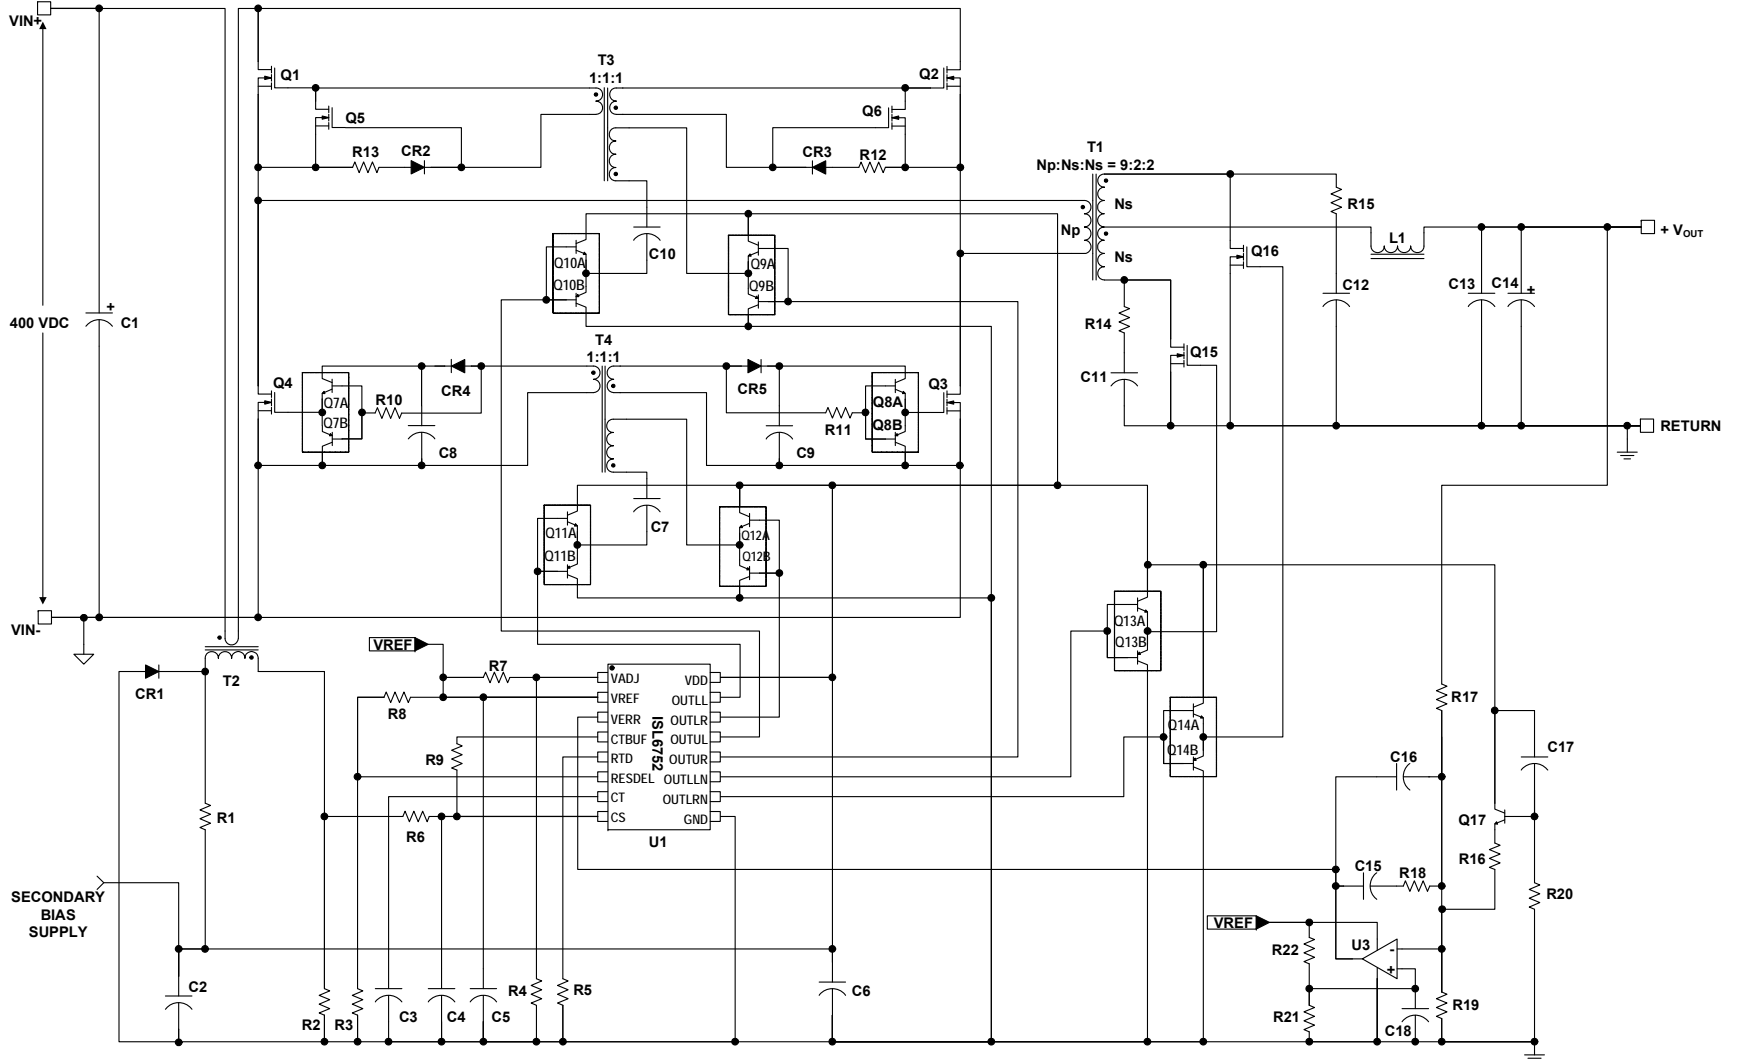 VIN+
Q1
T3
1:1:1
Q2
Q5
Q6
R13
CR2
CR3
R12
T1
Np:Ns:Ns = 9:2:2
Ns
Np
Ns
R15
Q16
L1
+ VOUT
Q10A
Q10B
C10
Q9A
Q9B
C12
C13
C14
+
400 VDC
+
C1
R14
T4
1:1:1
Q15
C11
Q4
CR4
CR5
Q3
Q7A
Q7B
R10
R11
Q8A
Q8B
C8
C9
RETURN
Q11A
Q11B
C7
Q12A
Q12B
VIN-
VREF
Q13A
Q13B
CR1
T2
R7
R8
R9
VADJ
VREF
VERR
CTBUF
RTD
RESDEL
CT
CS
ISL6752
VDD
OUTLL
OUTLR
OUTUL
OUTUR
OUTLLN
OUTLRN
GND
U1
R17
Q14A
Q14B
C16
C17
R1
R6
Q17
R16
C15
R18
R20
SECONDARY
BIAS
SUPPLY
VREF
R22
U3
-
+
C2
R2
R3
C3
C4
C5
R4
R5
C6
R21
C18
R19